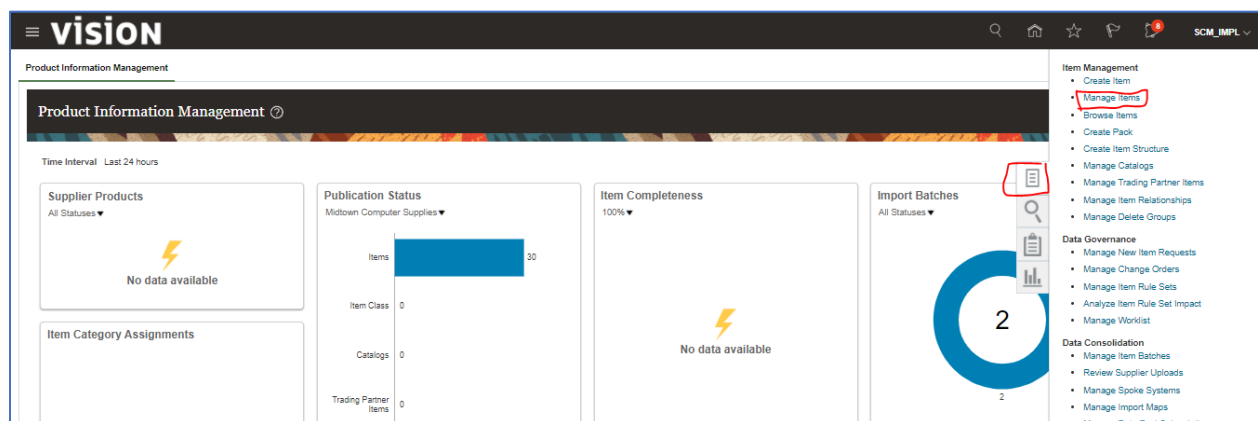 vision
8
SCM_IMPL
Product Information Management
Product Information Management
Time Interval Last 24 hours
Supplier Products
All Statuses
No data available
Item Category Assignments
Publication Status
Midtown Computer Supplies
Items 30
Item Class 0
Catalogs 0
Trading Partner
Items 0
Item Completeness
100%
No data available
Import Batches
All Statuses
2
2
Item Management
Create Item
Manage Items
Browse Items
Create Pack
Create Item Structure
Manage Catalogs
Manage Trading Partner Items
Manage Item Relationships
Manage Delete Groups
Data Governance
Manage New Item Requests
Manage Change Orders
Manage Item Rule Sets
Analyze Item Rule Set Impact
Manage Worklist
Data Consolidation
Manage Item Batches
Review Supplier Uploads
Manage Spoke Systems
Manage Import Maps